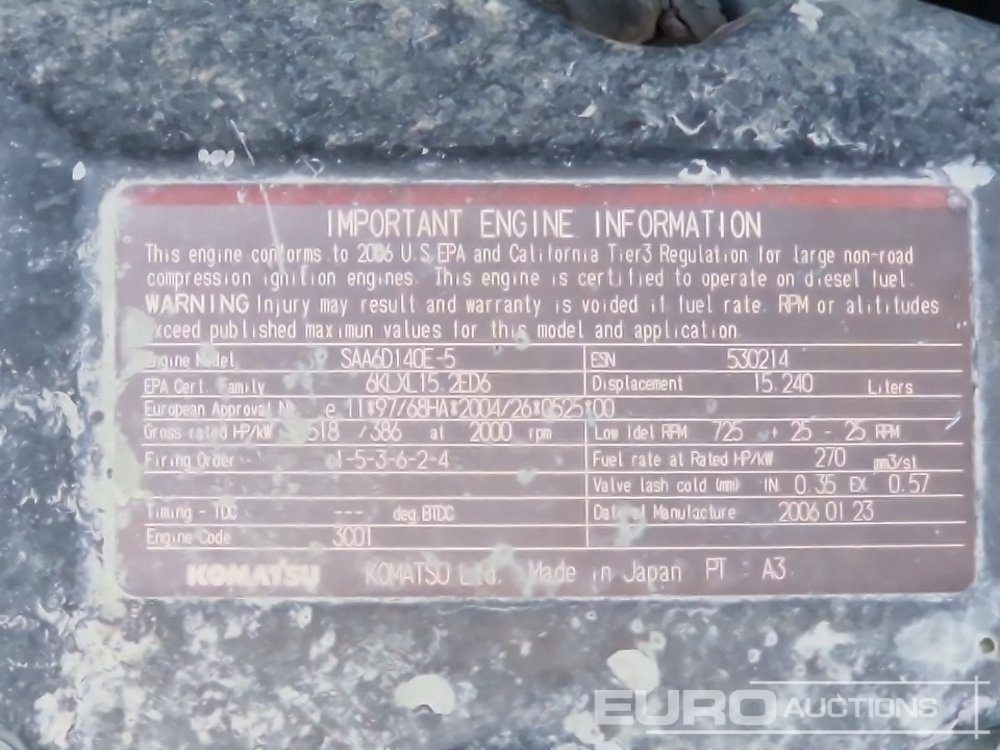 IMPORTANT ENGINE INFORMATION
This engine conforms to 2006 U.S.EPA and California Tier3 Regulation for large non-road
compression ignition engines. This engine is certified to operate on diesel fuel.
WARNING Injury may result and warranty is voided if fuel rate. RPM or altitudes
exceed published maximun values for this model and application.
Engine Model SAA6D140E-5 ESN 530214
EPA Cert. Family 6KLXL15.2ED6 Displacement 15.240 Liters
European Approval No. e 11*97/68HA*2004/26*0525*00
Gross rated HP/kW 518 /386 at 2000 rpm Low Idel RPM 725 + 25 - 25 RPM
Firing Order 1-5-3-6-2-4 Fuel rate at Rated HP/kW 270 mm3/st
Valve lash cold (mm) IN 0.35 EX 0.57
Timing - TDC --- deg.BTDC Date of Manufacture 2006 01 23
Engine Code 3001
KOMATSU KOMATSU Ltd. Made in Japan PT : A3
EURO AUCTIONS